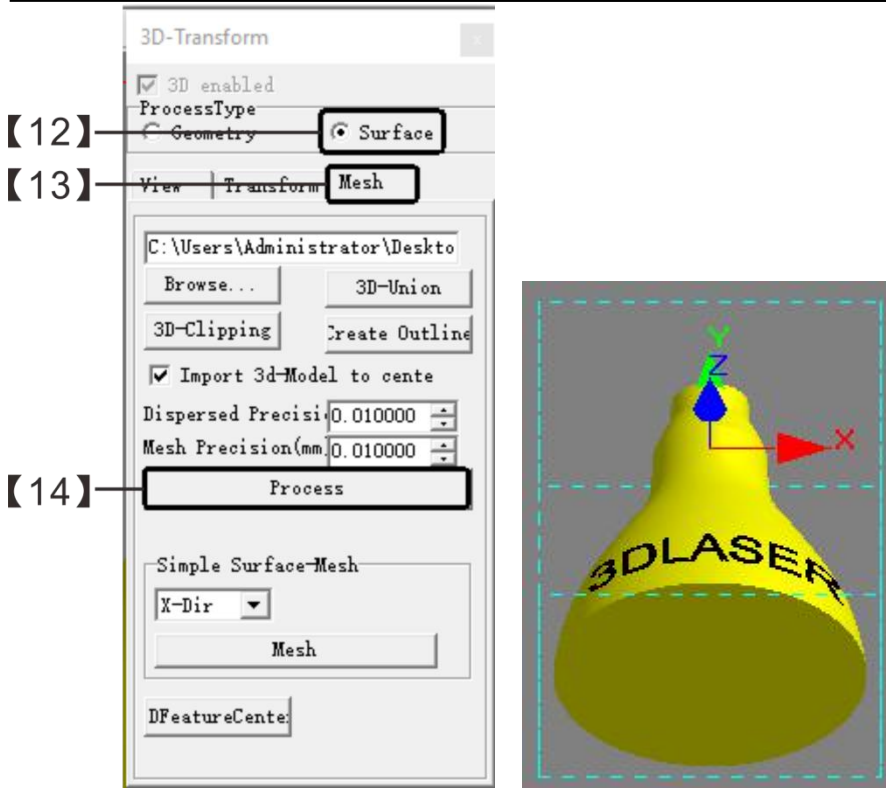 3D-Transform
x
3D enabled
ProcessType
【12】
Geometry
Surface
【13】
View
Transform
Mesh
C:\Users\Administrator\Deskto
Browse...
3D-Union
3D-Clipping
Create Outline
Import 3d-Model to cente
Dispersed Precisi
0.010000
Mesh Precision(mm
0.010000
【14】
Process
Simple Surface-Mesh
X-Dir
Mesh
DFeatureCente
Y
Z
X
3DLASER